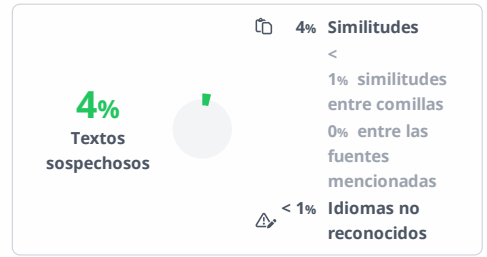 4%
Textos
sospechosos
4% Similitudes
<
1% similitudes
entre comillas
0% entre las
fuentes
mencionadas
< 1% Idiomas no
reconocidos